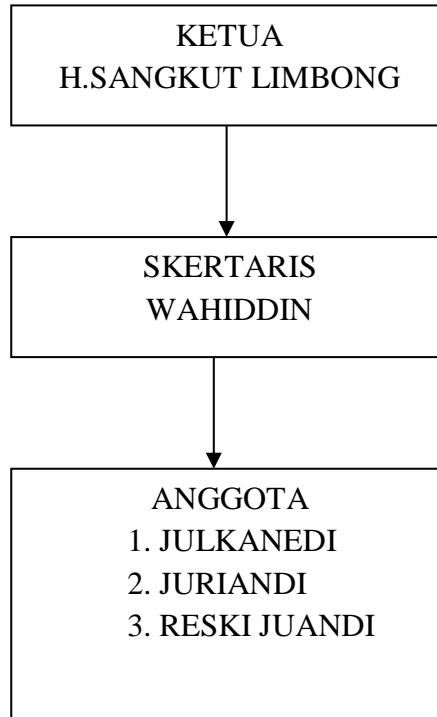 KETUA
H.SANGKUT LIMBONG
SKERTARIS
WAHIDDIN
ANGGOTA
1. JULKANEDI
2. JURIANDI
3. RESKI JUANDI